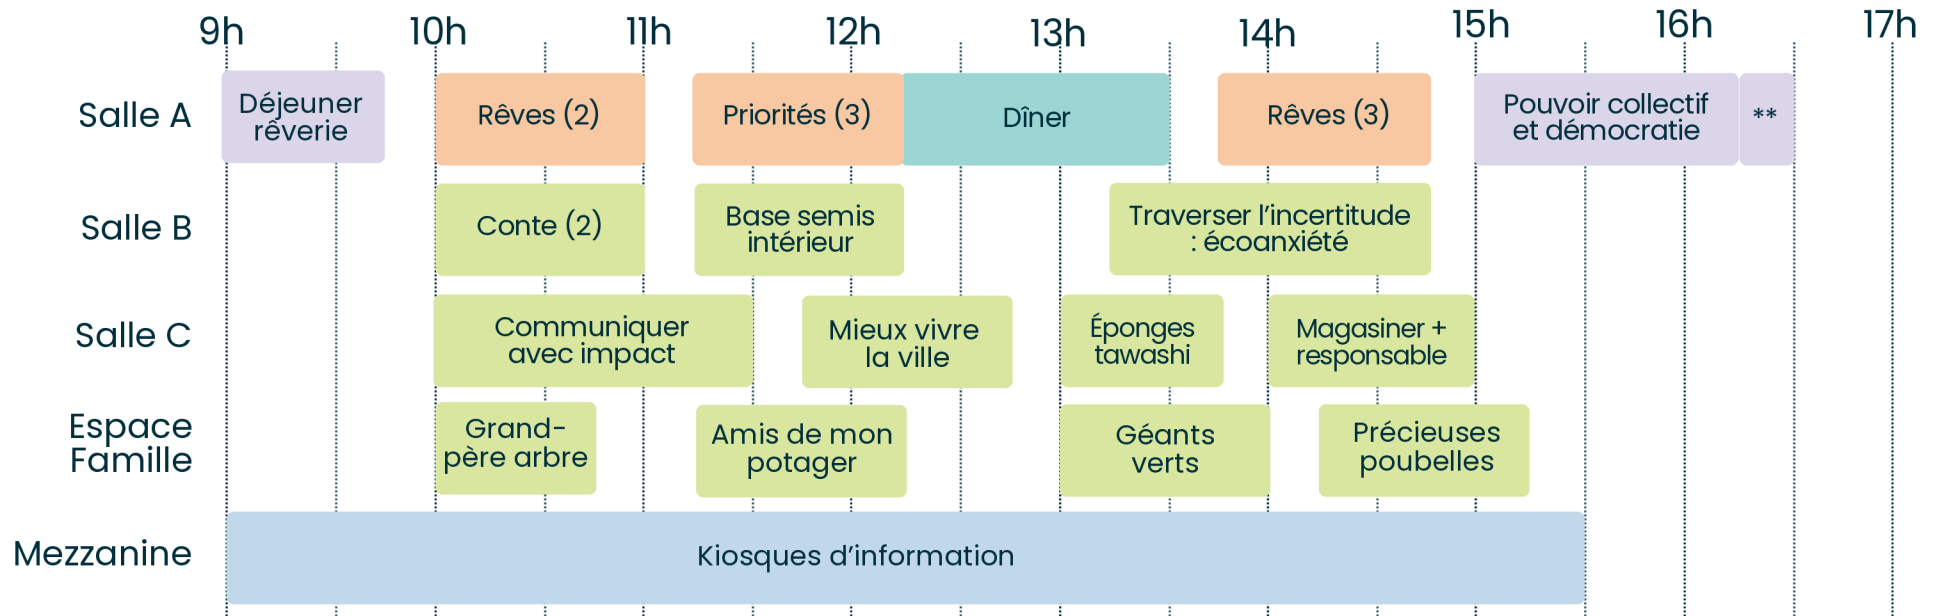 9h 10h 11h 12h 13h 14h 15h 16h 17h
Salle A
Déjeuner
rêverie
Rêves (2)
Priorités (3)
Dîner
Rêves (3)
Pouvoir collectif
et démocratie
**
Salle B
Conte (2)
Base semis
intérieur
Traverser l’incertitude
: écoanxiété
Salle C
Communiquer
avec impact
Mieux vivre
la ville
Éponges
tawashi
Magasiner +
responsable
Espace
Famille
Grand-
père arbre
Amis de mon
potager
Géants
verts
Précieuses
poubelles
Mezzanine
Kiosques d’information